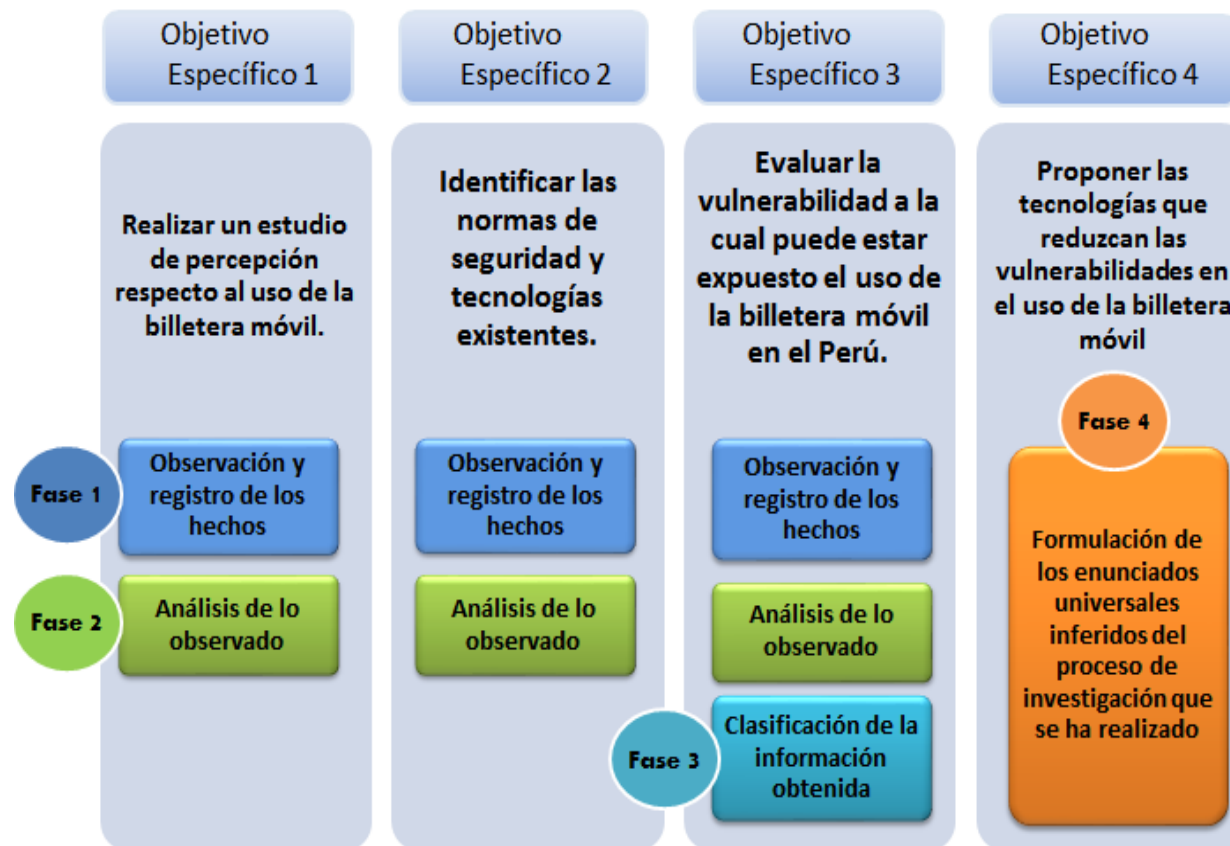 Objetivo
Específico 1
Realizar un estudio
de percepción
respecto al uso de la
billetera móvil.
Fase 1
Observación y
registro de los
hechos
Fase 2
Análisis de lo
observado
Objetivo
Específico 2
Identificar las
normas de
seguridad y
tecnologías
existentes.
Observación y
registro de los
hechos
Análisis de lo
observado
Objetivo
Específico 3
Evaluar la
vulnerabilidad a la
cual puede estar
expuesto el uso de
la billetera móvil
en el Perú.
Observación y
registro de los
hechos
Análisis de lo
observado
Fase 3
Clasificación de la
información
obtenida
Objetivo
Específico 4
Proponer las
tecnologías que
reduzcan las
vulnerabilidades en
el uso de la billetera
móvil
Fase 4
Formulación de
los enunciados
universales
inferidos del
proceso de
investigación que
se ha realizado